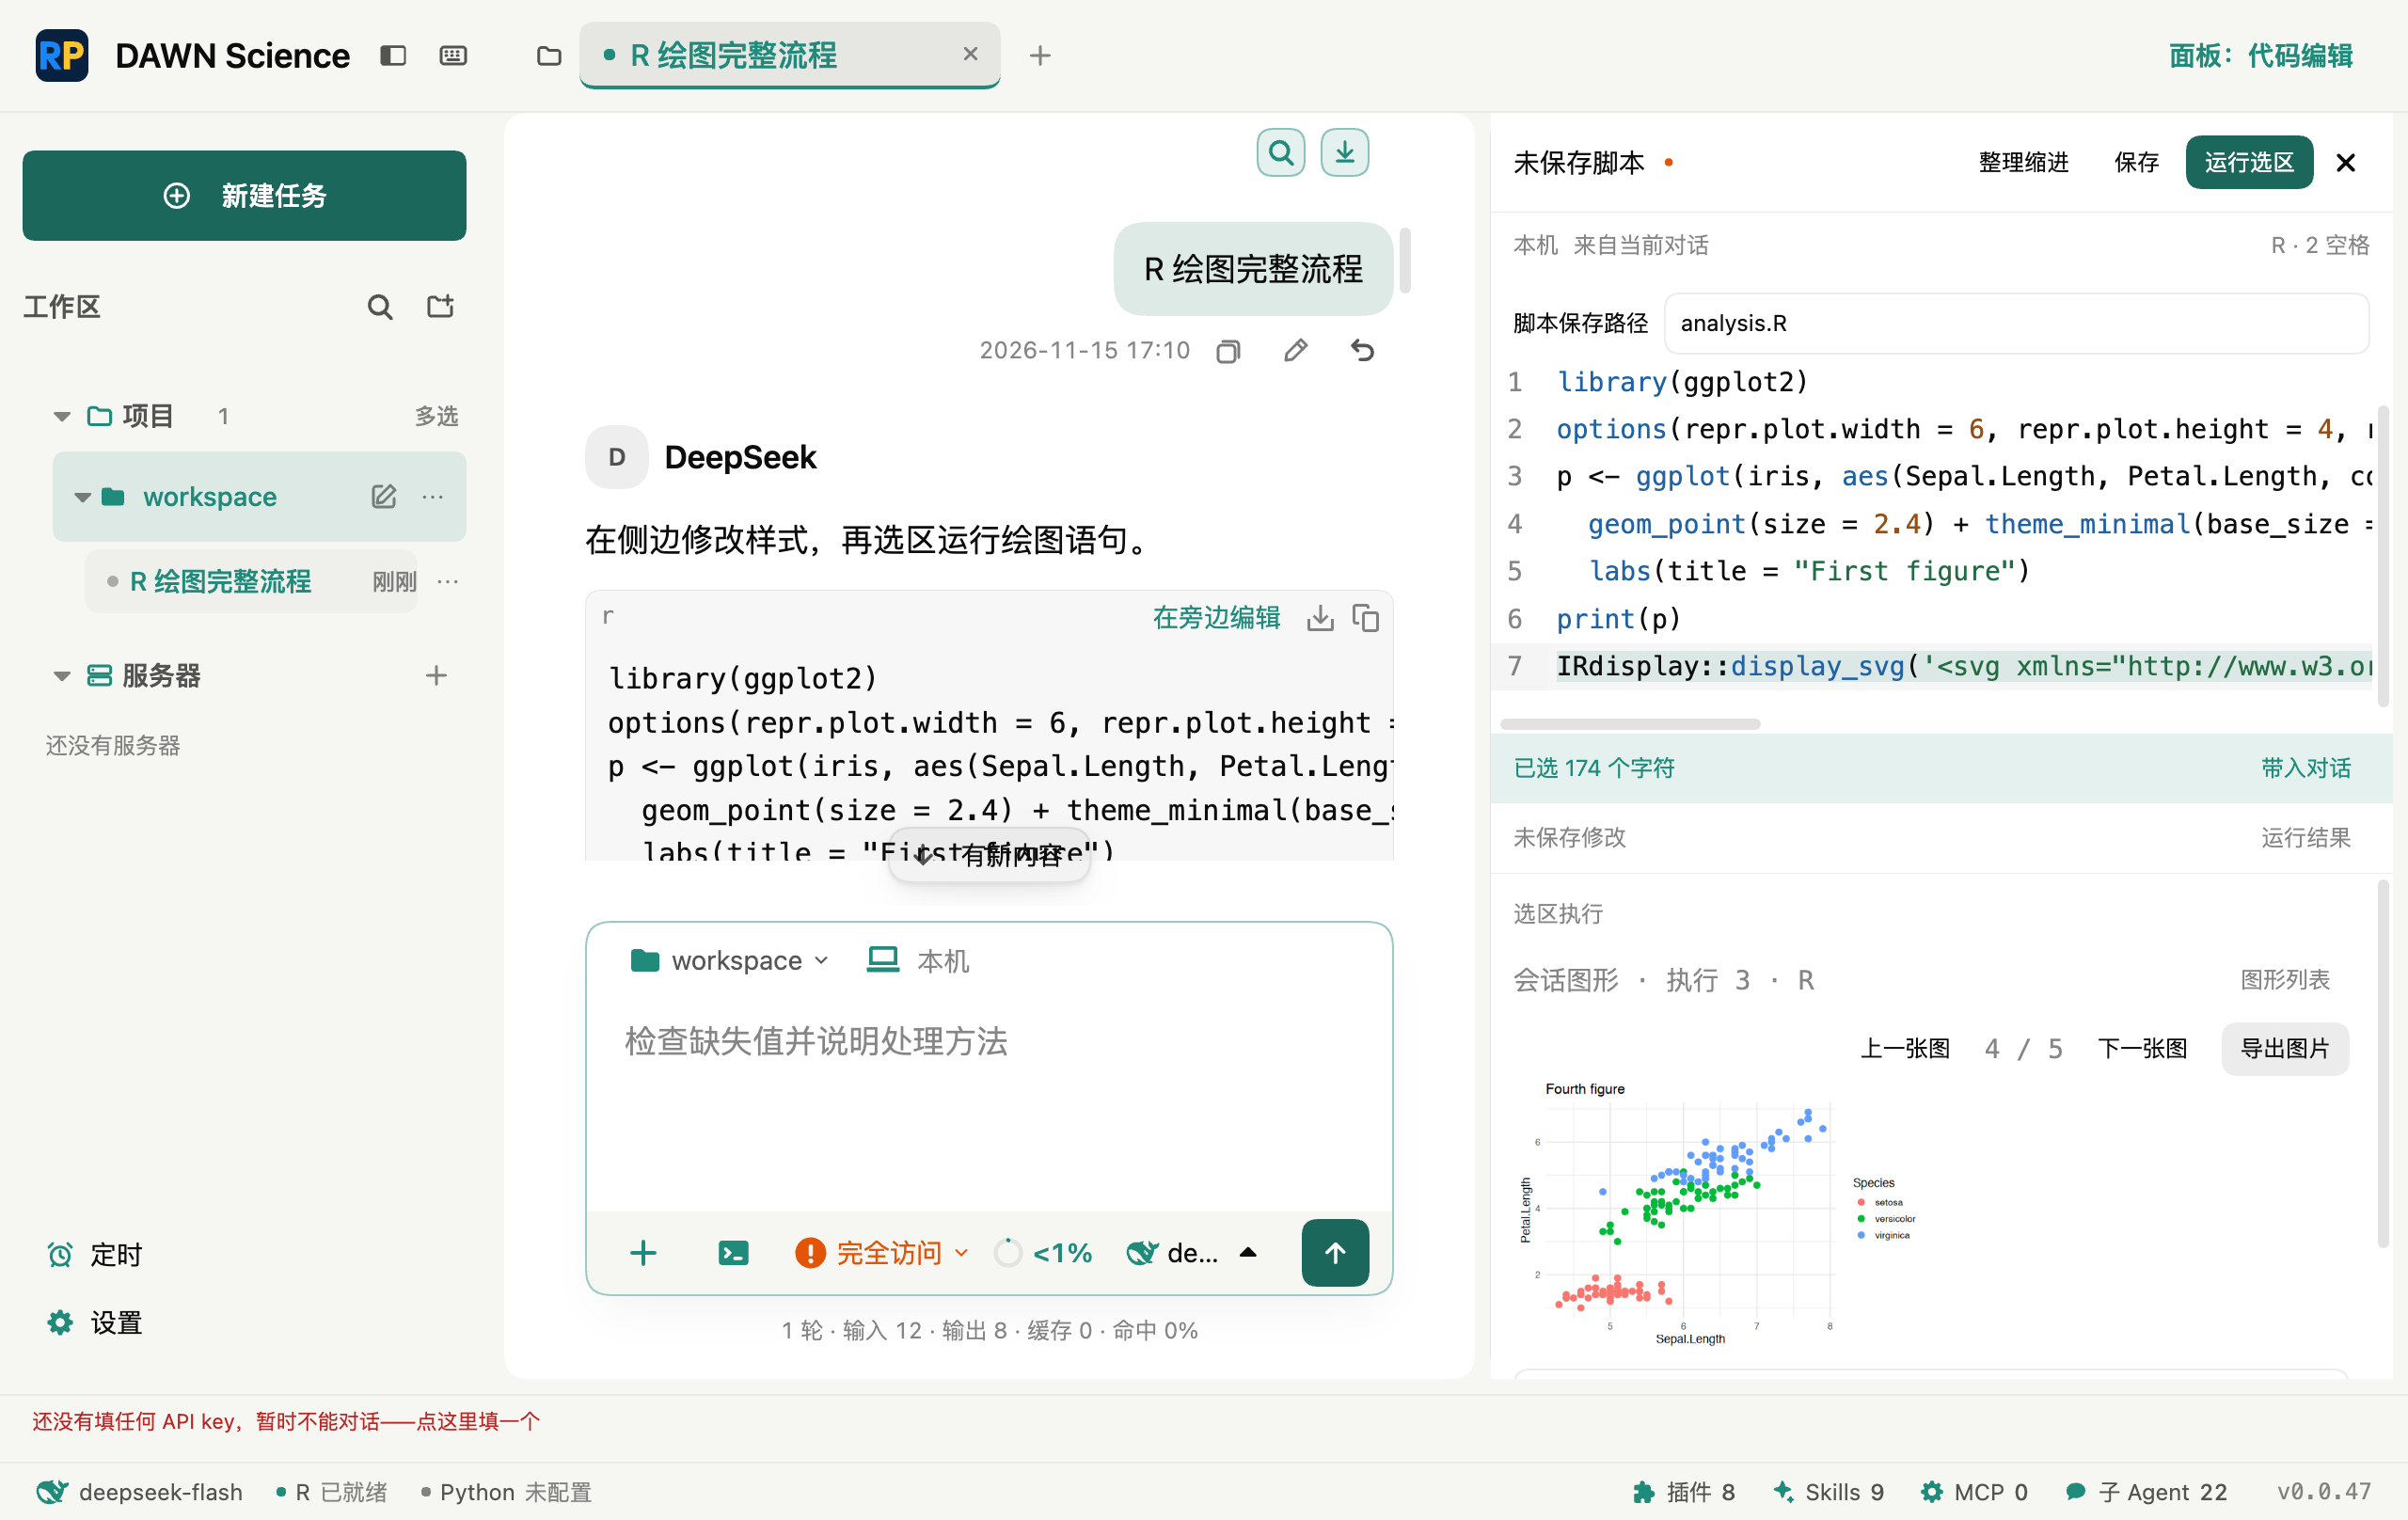 RP DAWN Science
R 绘图完整流程
面板：代码编辑
新建任务
工作区
项目 1 多选
workspace
R 绘图完整流程 刚刚
服务器
还没有服务器
定时
设置
R 绘图完整流程
2026-11-15 17:10
D DeepSeek
在侧边修改样式，再选区运行绘图语句。
r 在旁边编辑
library(ggplot2)
options(repr.plot.width = 6, repr.plot.height =
p <- ggplot(iris, aes(Sepal.Length, Petal.Lengt
geom_point(size = 2.4) + theme_minimal(base_s
labs(title = "First figure")
有新内容
workspace 本机
检查缺失值并说明处理方法
完全访问 <1% de...
1 轮 · 输入 12 · 输出 8 · 缓存 0 · 命中 0%
未保存脚本 整理缩进 保存 运行选区
本机 来自当前对话 R · 2 空格
脚本保存路径 analysis.R
1 library(ggplot2)
2 options(repr.plot.width = 6, repr.plot.height = 4,
3 p <- ggplot(iris, aes(Sepal.Length, Petal.Length, co
4 geom_point(size = 2.4) + theme_minimal(base_size =
5 labs(title = "First figure")
6 print(p)
7 IRdisplay::display_svg('<svg xmlns="http://www.w3.or
已选 174 个字符 带入对话
未保存修改 运行结果
选区执行
会话图形 · 执行 3 · R 图形列表
上一张图 4 / 5 下一张图 导出图片
Fourth figure
Petal.Length
6
4
2
5 6 7 8
Sepal.Length
Species
setosa
versicolor
virginica
还没有填任何 API key，暂时不能对话——点这里填一个
deepseek-flash R 已就绪 Python 未配置
插件 8 Skills 9 MCP 0 子 Agent 22 v0.0.47